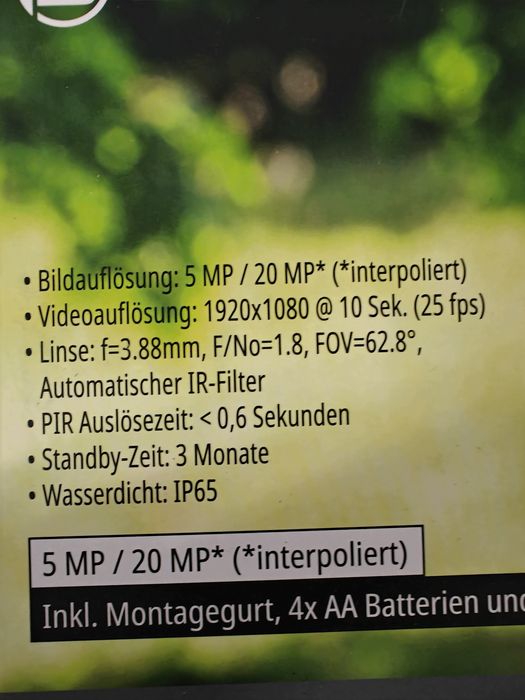 • Bildauflösung: 5 MP / 20 MP* (*interpoliert)
• Videoauflösung: 1920x1080 @ 10 Sek. (25 fps)
• Linse: f=3.88mm, F/No=1.8, FOV=62.8°,
Automatischer IR-Filter
• PIR Auslösezeit: < 0,6 Sekunden
• Standby-Zeit: 3 Monate
• Wasserdicht: IP65
5 MP / 20 MP* (*interpoliert)
Inkl. Montagegurt, 4x AA Batterien und